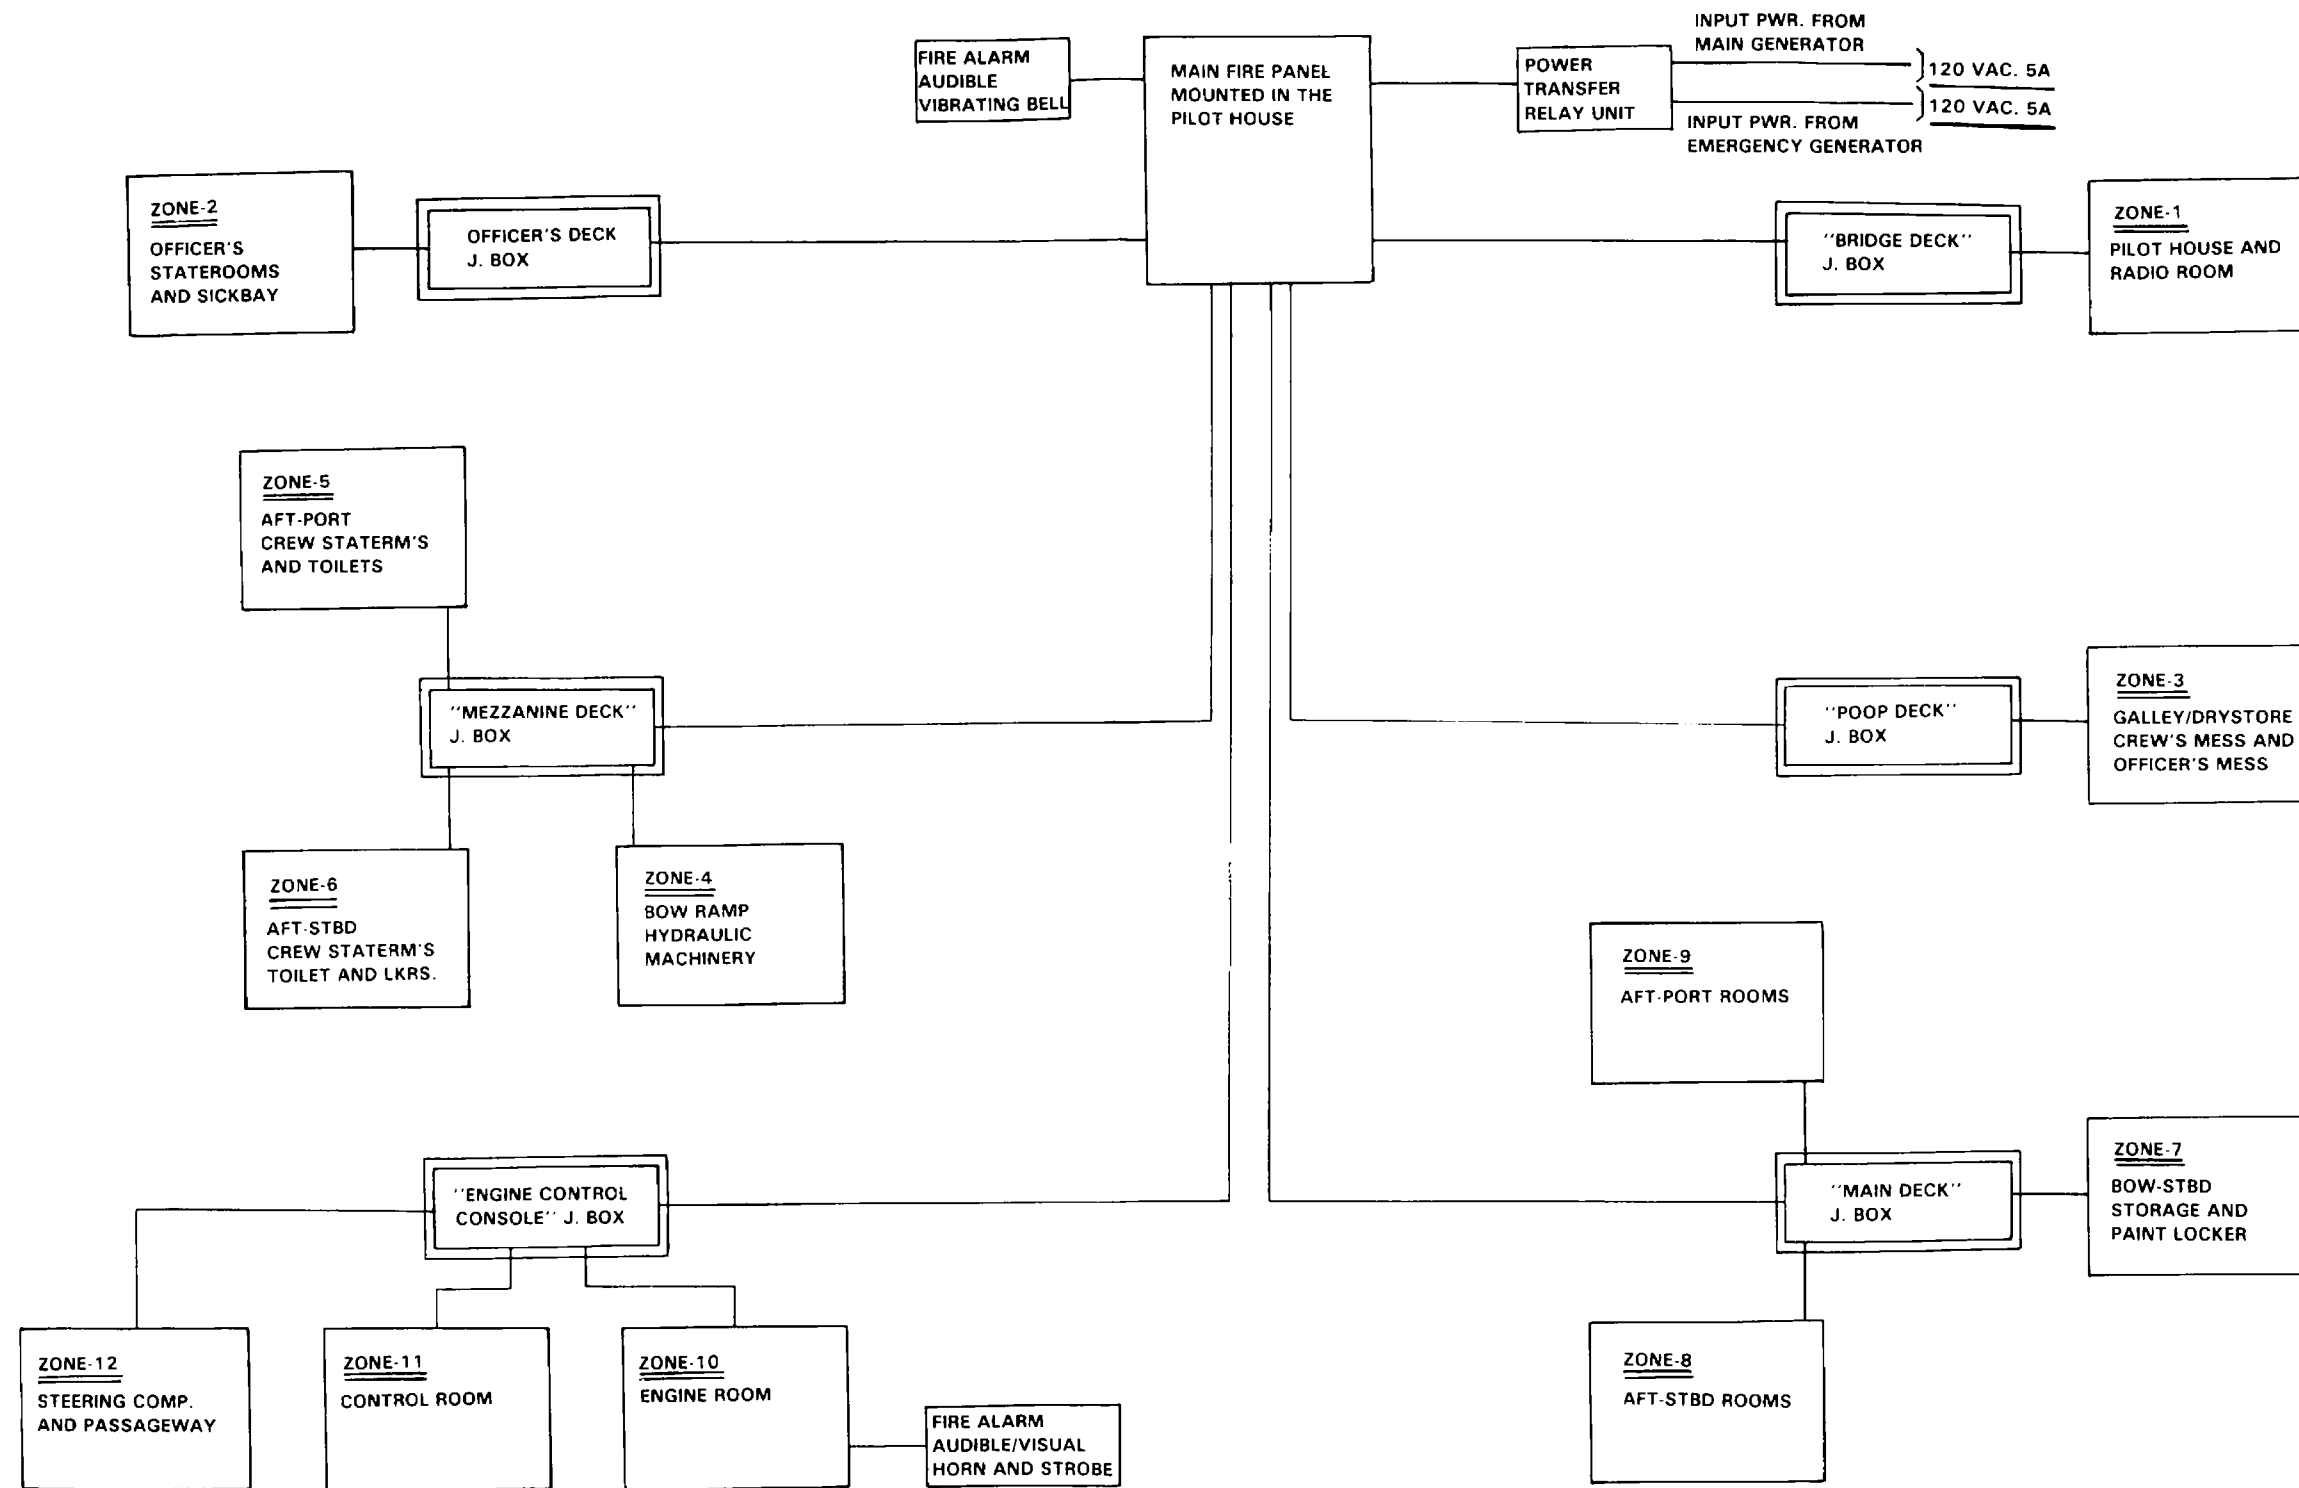 FIRE ALARM
AUDIBLE
VIBRATING BELL
MAIN FIRE PANEL
MOUNTED IN THE
PILOT HOUSE
POWER
TRANSFER
RELAY UNIT
INPUT PWR. FROM
MAIN GENERATOR
120 VAC. 5A
120 VAC. 5A
INPUT PWR. FROM
EMERGENCY GENERATOR
ZONE-2
OFFICER'S
STATEROOMS
AND SICKBAY
OFFICER'S DECK
J. BOX
"BRIDGE DECK"
J. BOX
ZONE-1
PILOT HOUSE AND
RADIO ROOM
ZONE-5
AFT-PORT
CREW STATERM'S
AND TOILETS
"MEZZANINE DECK"
J. BOX
"POOP DECK"
J. BOX
ZONE-3
GALLEY/DRYSTORE
CREW'S MESS AND
OFFICER'S MESS
ZONE-6
AFT-STBD
CREW STATERM'S
TOILET AND LKRS.
ZONE-4
BOW RAMP
HYDRAULIC
MACHINERY
ZONE-9
AFT-PORT ROOMS
"ENGINE CONTROL
CONSOLE" J. BOX
"MAIN DECK"
J. BOX
ZONE-7
BOW-STBD
STORAGE AND
PAINT LOCKER
ZONE-12
STEERING COMP.
AND PASSAGEWAY
ZONE-11
CONTROL ROOM
ZONE-10
ENGINE ROOM
FIRE ALARM
AUDIBLE/VISUAL
HORN AND STROBE
ZONE-8
AFT-STBD ROOMS